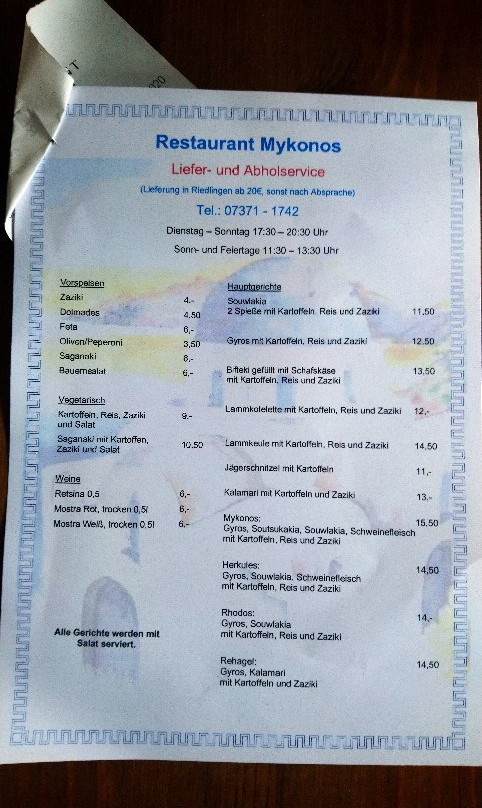 Restaurant Mykonos
Liefer- und Abholservice
(Lieferung in Riedlingen ab 20€, sonst nach Absprache)
Tel.: 07371 - 1742
Dienstag – Sonntag 17:30 – 20:30 Uhr
Sonn- und Feiertage 11:30 – 13:30 Uhr
Vorspeisen
Zaziki 4,-
Dolmades 4,50
Feta 6,-
Oliven/Peperoni 3,50
Saganaki 8,-
Bauernsalat 6,-
Vegetarisch
Kartoffeln, Reis, Zaziki 9,-
und Salat
Saganaki mit Kartoffen, 10,50
Zaziki und Salat
Weine
Retsina 0,5 6,-
Mostra Rot, trocken 0,5l 6,-
Mostra Weiß, trocken 0,5l 6,-
Alle Gerichte werden mit
Salat serviert.
Hauptgerichte
Souwlakia
2 Spieße mit Kartoffeln, Reis und Zaziki 11,50
Gyros mit Kartoffeln, Reis und Zaziki 12,50
Bifteki gefüllt mit Schafskäse 13,50
mit Kartoffeln, Reis und Zaziki
Lammkotelette mit Kartoffeln, Reis und Zaziki 12,-
Lammkeule mit Kartoffeln, Reis und Zaziki 14,50
Jägerschnitzel mit Kartoffeln 11,-
Kalamari mit Kartoffeln und Zaziki 13,-
Mykonos: 15,50
Gyros, Soutsukakia, Souwlakia, Schweinefleisch
mit Kartoffeln, Reis und Zaziki
Herkules: 14,50
Gyros, Souwlakia, Schweinefleisch
mit Kartoffeln, Reis und Zaziki
Rhodos: 14,-
Gyros, Souwlakia
mit Kartoffeln, Reis und Zaziki
Rehagel: 14,50
Gyros, Kalamari
mit Kartoffeln und Zaziki